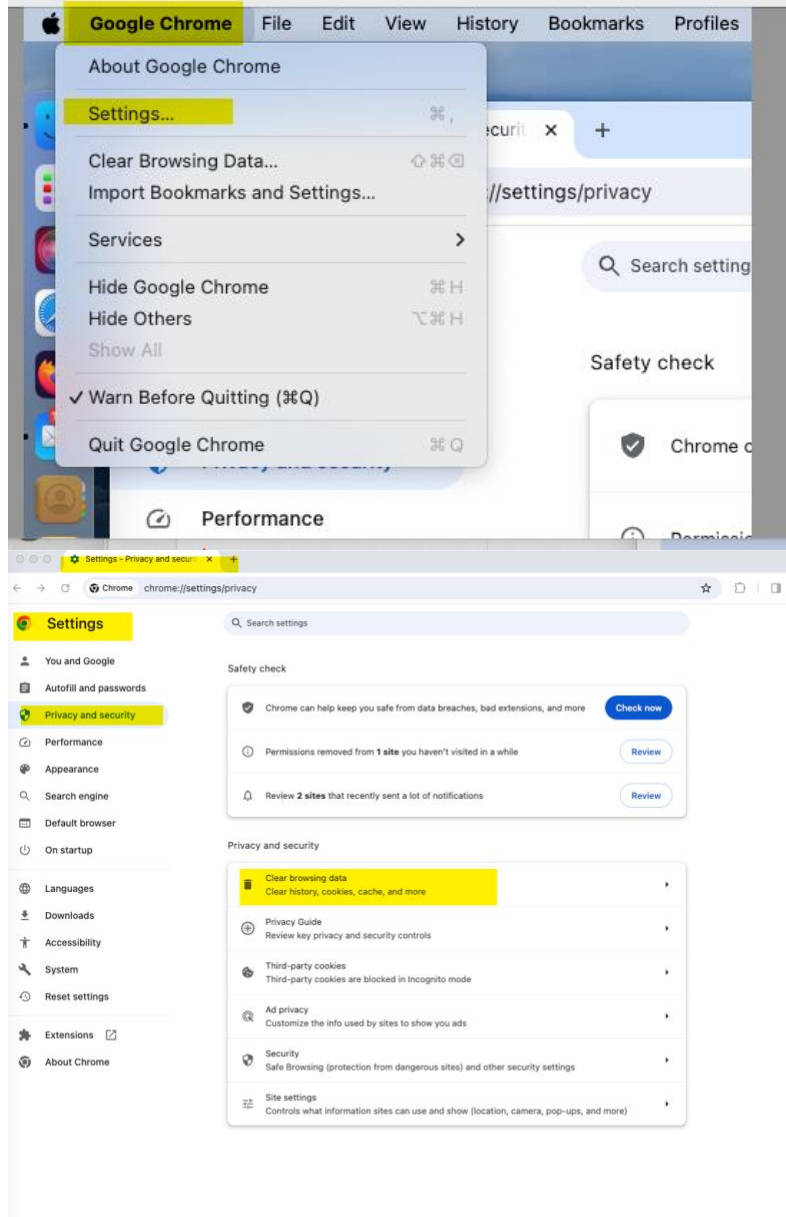 Google Chrome File Edit View History Bookmarks Profiles
About Google Chrome
Settings... ⌘ ,
Clear Browsing Data... ⇧⌘⌫
Import Bookmarks and Settings...
Services
Hide Google Chrome ⌘ H
Hide Others ⌥⌘ H
Show All
✓ Warn Before Quitting (⌘Q)
Quit Google Chrome ⌘ Q
://settings/privacy
Search setting
Safety check
Chrome c
Performance
Settings - Privacy and secur
Chrome chrome://settings/privacy
Settings
Search settings
You and Google
Autofill and passwords
Privacy and security
Performance
Appearance
Search engine
Default browser
On startup
Languages
Downloads
Accessibility
System
Reset settings
Extensions
About Chrome
Safety check
Chrome can help keep you safe from data breaches, bad extensions, and more Check now
Permissions removed from 1 site you haven't visited in a while Review
Review 2 sites that recently sent a lot of notifications Review
Privacy and security
Clear browsing data
Clear history, cookies, cache, and more
Privacy Guide
Review key privacy and security controls
Third-party cookies
Third-party cookies are blocked in Incognito mode
Ad privacy
Customize the info used by sites to show you ads
Security
Safe Browsing (protection from dangerous sites) and other security settings
Site settings
Controls what information sites can use and show (location, camera, pop-ups, and more)